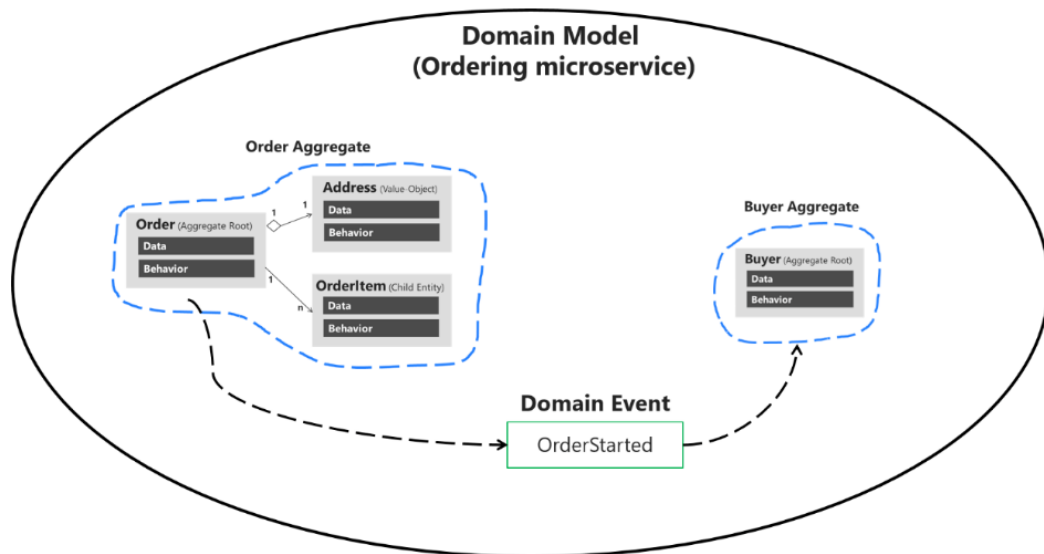 Domain Model
(Ordering microservice)
Order Aggregate
Address (Value-Object)
Data
Behavior
1
1
Order (Aggregate Root)
Data
Behavior
1
n
OrderItem (Child Entity)
Data
Behavior
Buyer Aggregate
Buyer (Aggregate Root)
Data
Behavior
Domain Event
OrderStarted